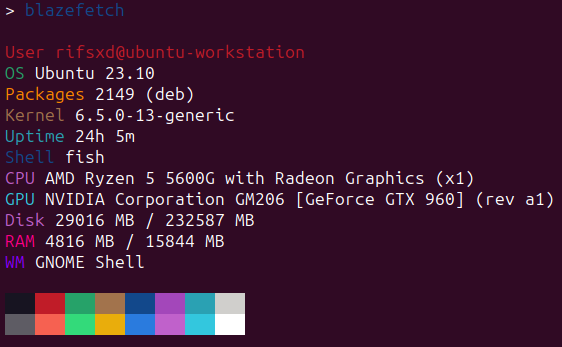 > blazefetch
User rifsxd@ubuntu-workstation
OS Ubuntu 23.10
Packages 2149 (deb)
Kernel 6.5.0-13-generic
Uptime 24h 5m
Shell fish
CPU AMD Ryzen 5 5600G with Radeon Graphics (x1)
GPU NVIDIA Corporation GM206 [GeForce GTX 960] (rev a1)
Disk 29016 MB / 232587 MB
RAM 4816 MB / 15844 MB
WM GNOME Shell